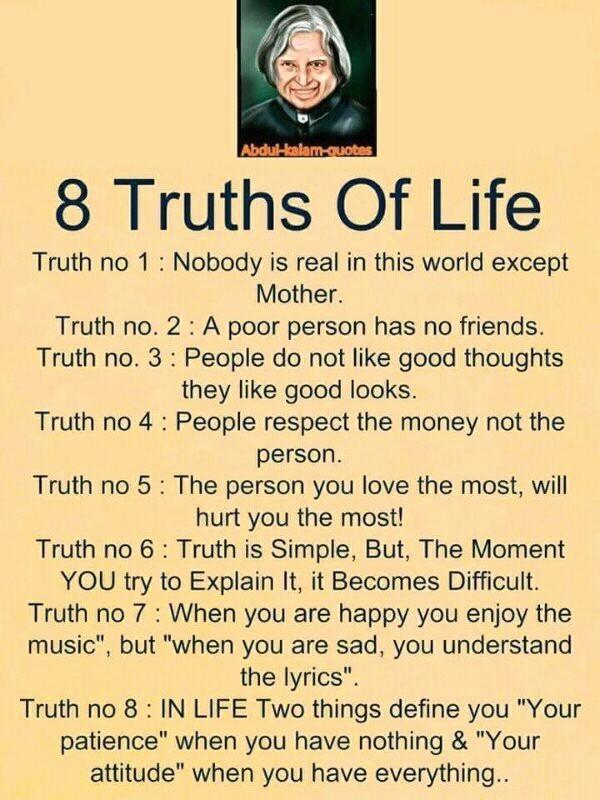 Abdul-kalam-quotes
8 Truths Of Life
Truth no 1 : Nobody is real in this world except
Mother.
Truth no. 2 : A poor person has no friends.
Truth no. 3 : People do not like good thoughts
they like good looks.
Truth no 4 : People respect the money not the
person.
Truth no 5 : The person you love the most, will
hurt you the most!
Truth no 6 : Truth is Simple, But, The Moment
YOU try to Explain It, it Becomes Difficult.
Truth no 7 : When you are happy you enjoy the
music", but "when you are sad, you understand
the lyrics".
Truth no 8 : IN LIFE Two things define you "Your
patience" when you have nothing & "Your
attitude" when you have everything..